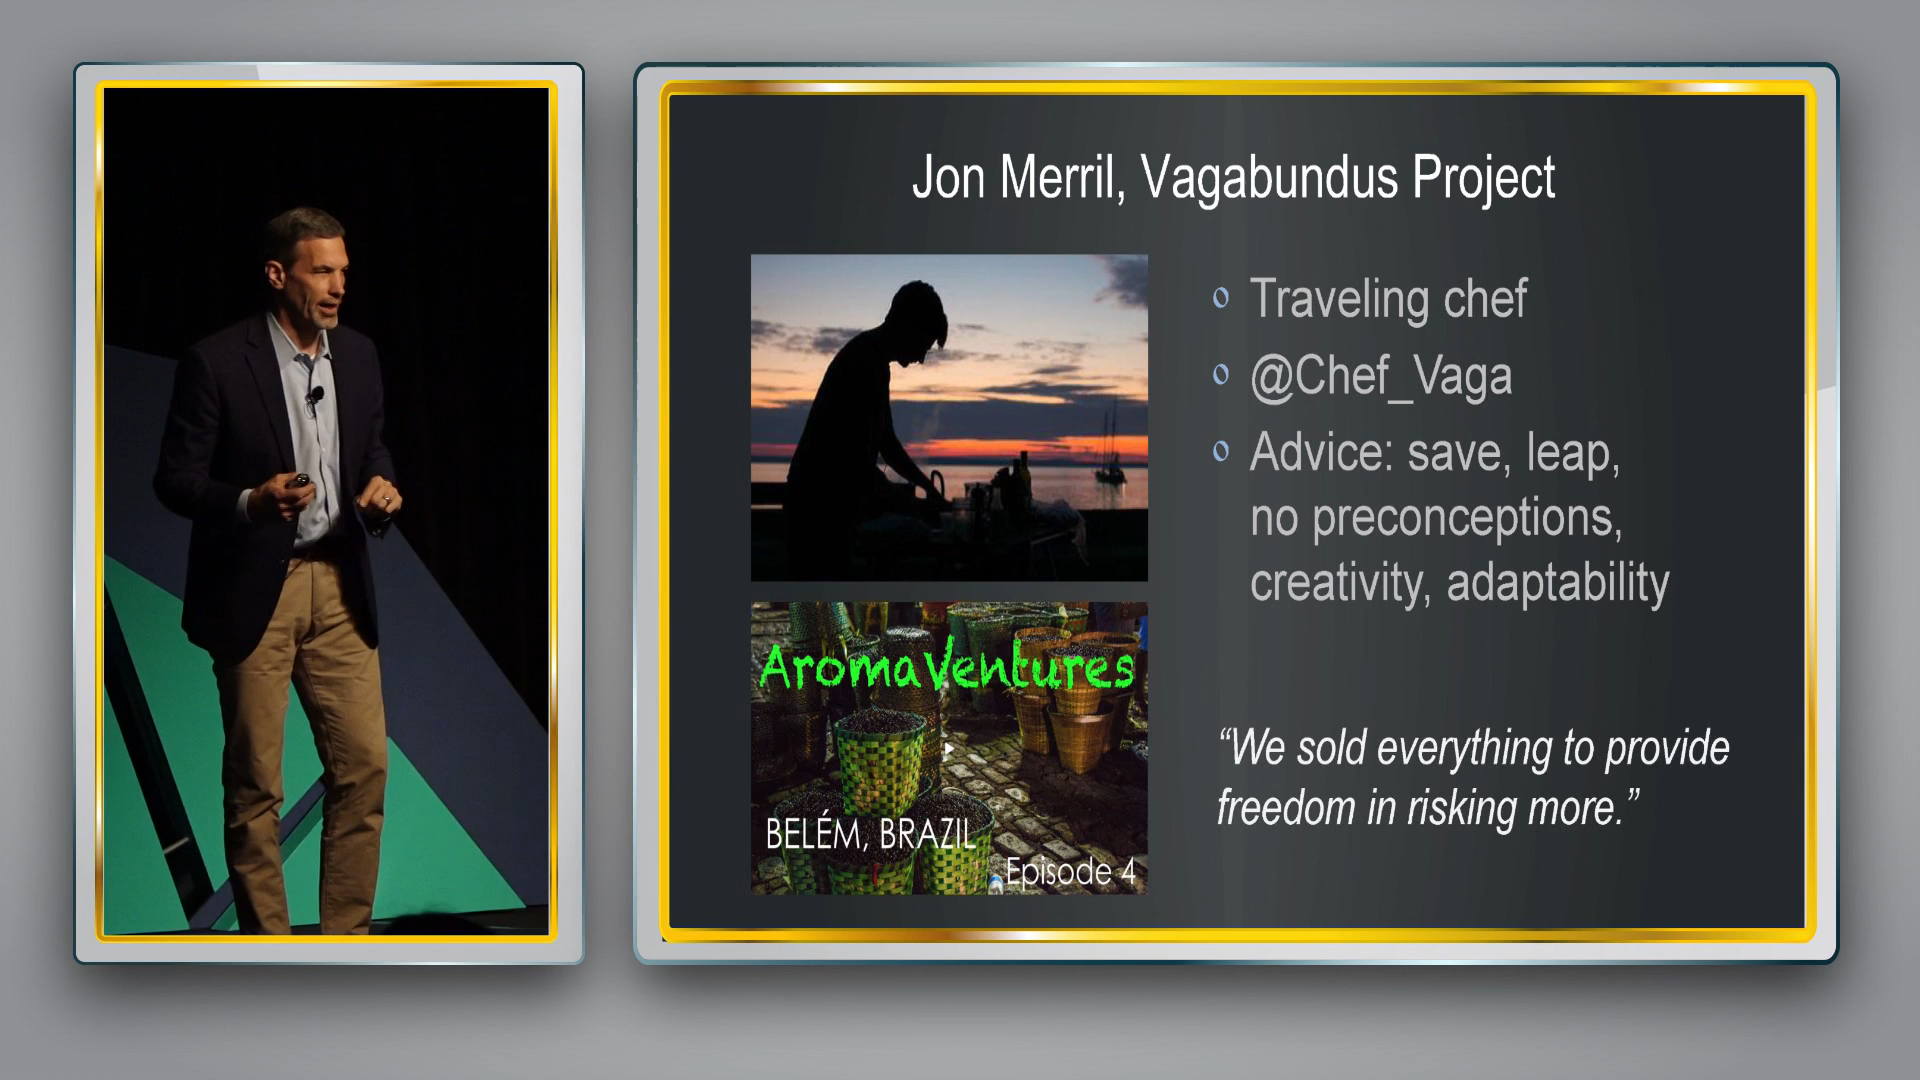 Jon Merril, Vagabundus Project
Traveling chef
@Chef_Vaga
Advice: save, leap,
no preconceptions,
creativity, adaptability
AromaVentures
BELÉM, BRAZIL
Episode 4
“We sold everything to provide
freedom in risking more.”